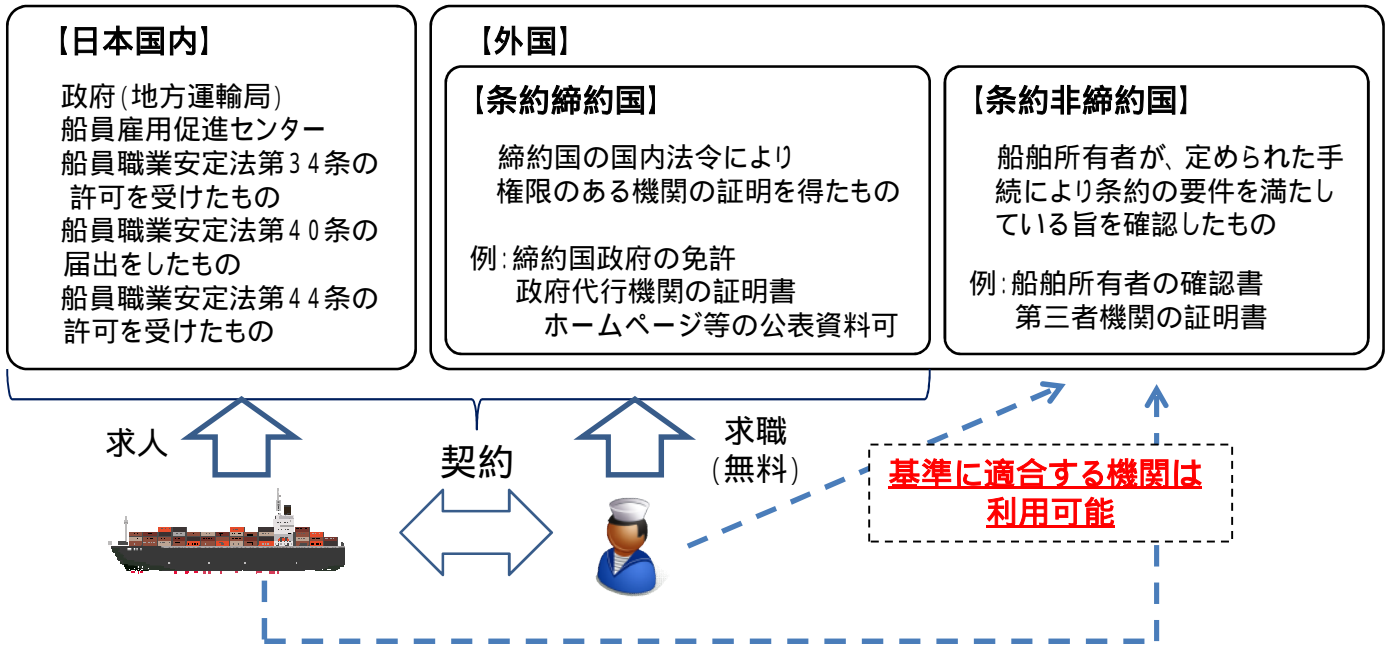 【日本国内】
政府(地方運輸局)
船員雇用促進センター
船員職業安定法第34条の
許可を受けたもの
船員職業安定法第40条の
届出をしたもの
船員職業安定法第44条の
許可を受けたもの
【外国】
【条約締約国】
締約国の国内法令により
権限のある機関の証明を得たもの
例:締約国政府の免許
政府代行機関の証明書
ホームページ等の公表資料可
【条約非締約国】
船舶所有者が、定められた手
続により条約の要件を満たし
ている旨を確認したもの
例:船舶所有者の確認書
第三者機関の証明書
求人
契約
求職
(無料)
基準に適合する機関は
利用可能